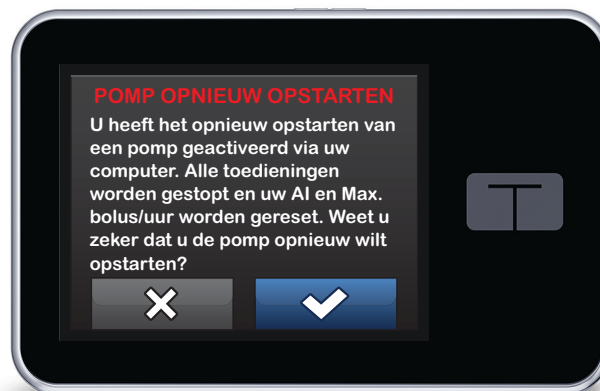 POMP OPNIEUW OPSTARTEN
U heeft het opnieuw opstarten van
een pomp geactiveerd via uw
computer. Alle toedieningen
worden gestopt en uw AI en Max.
bolus/uur worden gereset. Weet u
zeker dat u de pomp opnieuw wilt
opstarten?